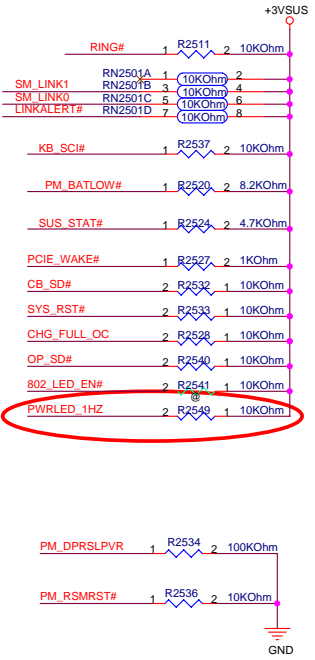 +3VSUS
RING# 1 R2511 2 10KOhm
RN2501A 1 10KOhm 2
SM_LINK1 RN2501B 3 10KOhm 4
SM_LINK0 RN2501C 5 10KOhm 6
LINKALERT# RN2501D 7 10KOhm 8
KB_SCI# 1 R2537 2 10KOhm
PM_BATLOW# 1 R2520 2 8.2KOhm
SUS_STAT# 1 R2524 2 4.7KOhm
PCIE_WAKE# 1 R2527 2 1KOhm
CB_SD# 2 R2532 1 10KOhm
SYS_RST# 2 R2533 1 10KOhm
CHG_FULL_OC 2 R2528 1 10KOhm
OP_SD# 2 R2540 1 10KOhm
802_LED_EN# 2 R2541 1 10KOhm
@
PWRLED_1HZ 2 R2549 1 10KOhm
PM_DPRSLPVR 1 R2534 2 100KOhm
PM_RSMRST# 1 R2536 2 10KOhm
GND